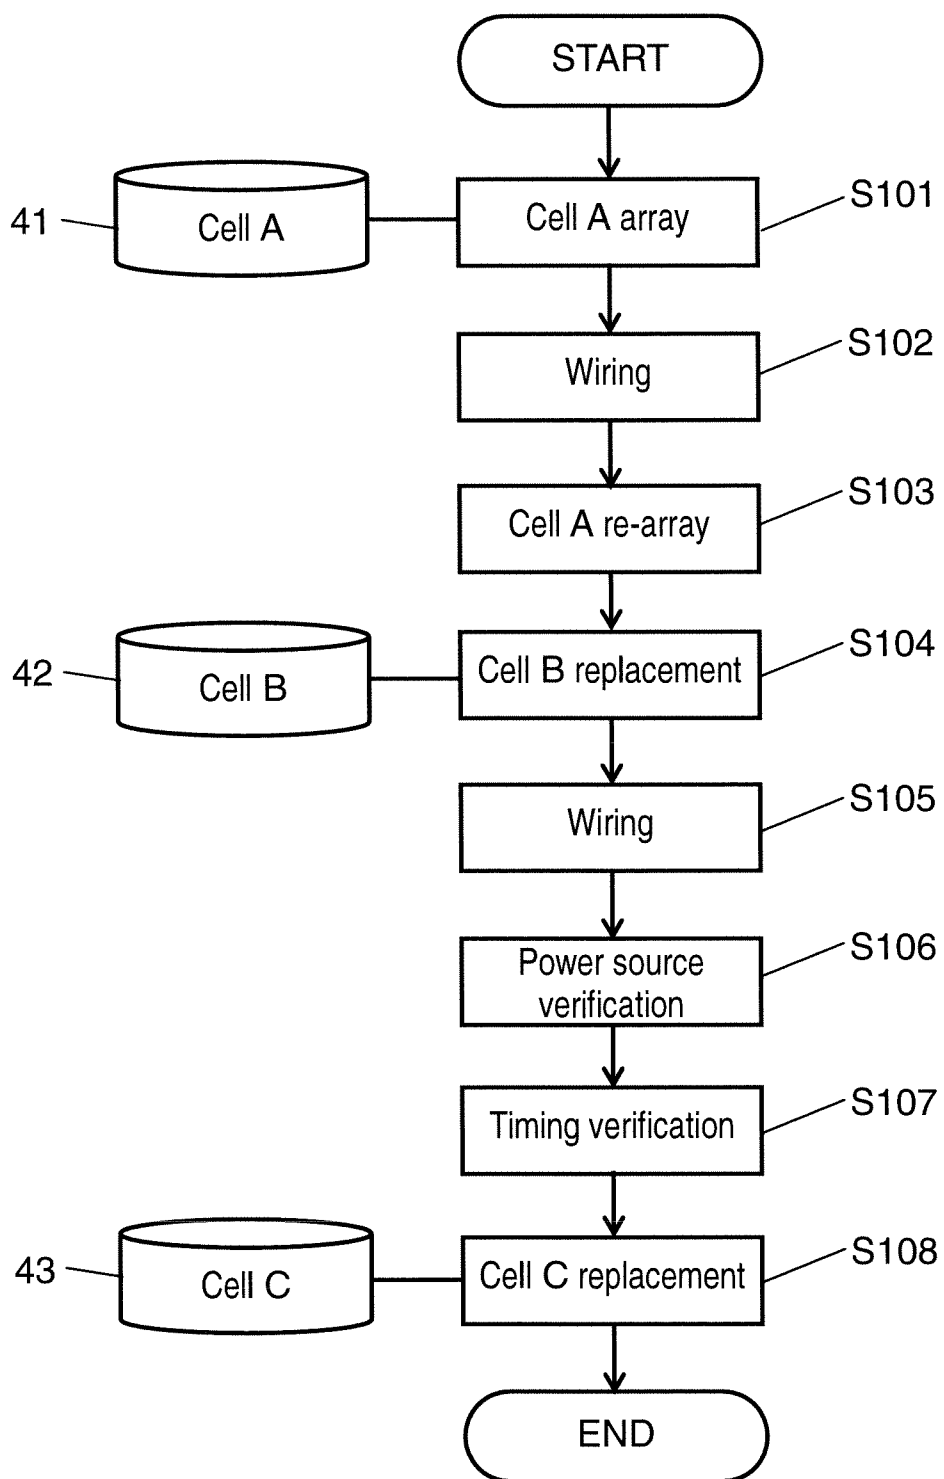 START
41
Cell A
Cell A array
S101
Wiring
S102
Cell A re-array
S103
42
Cell B
Cell B replacement
S104
Wiring
S105
Power source
verification
S106
Timing verification
S107
43
Cell C
Cell C replacement
S108
END